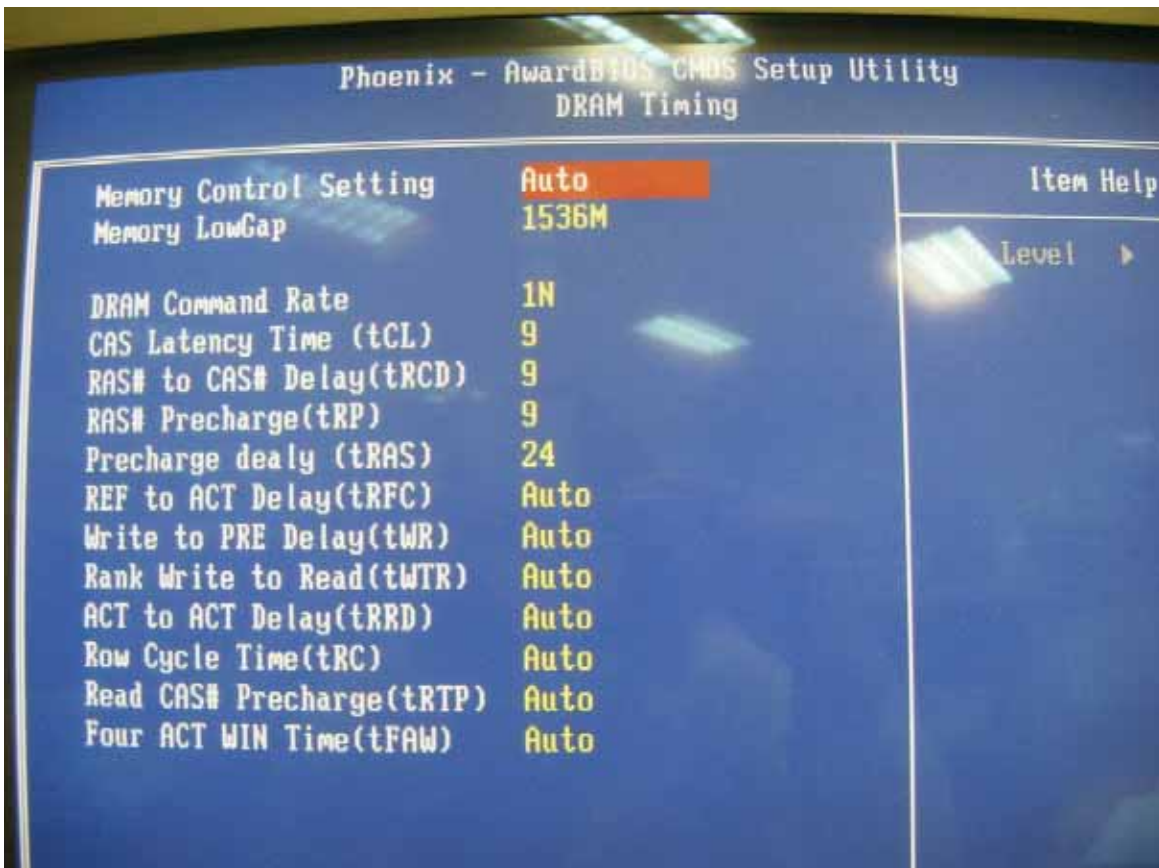 Phoenix - AwardBIOS CMOS Setup Utility
DRAM Timing
Memory Control Setting Auto
Memory LowGap 1536M
DRAM Command Rate 1N
CAS Latency Time (tCL) 9
RAS# to CAS# Delay(tRCD) 9
RAS# Precharge(tRP) 9
Precharge dealy (tRAS) 24
REF to ACT Delay(tRFC) Auto
Write to PRE Delay(tWR) Auto
Rank Write to Read(tWTR) Auto
ACT to ACT Delay(tRRD) Auto
Row Cycle Time(tRC) Auto
Read CAS# Precharge(tRTP) Auto
Four ACT WIN Time(tFAW) Auto
Item Help
Level